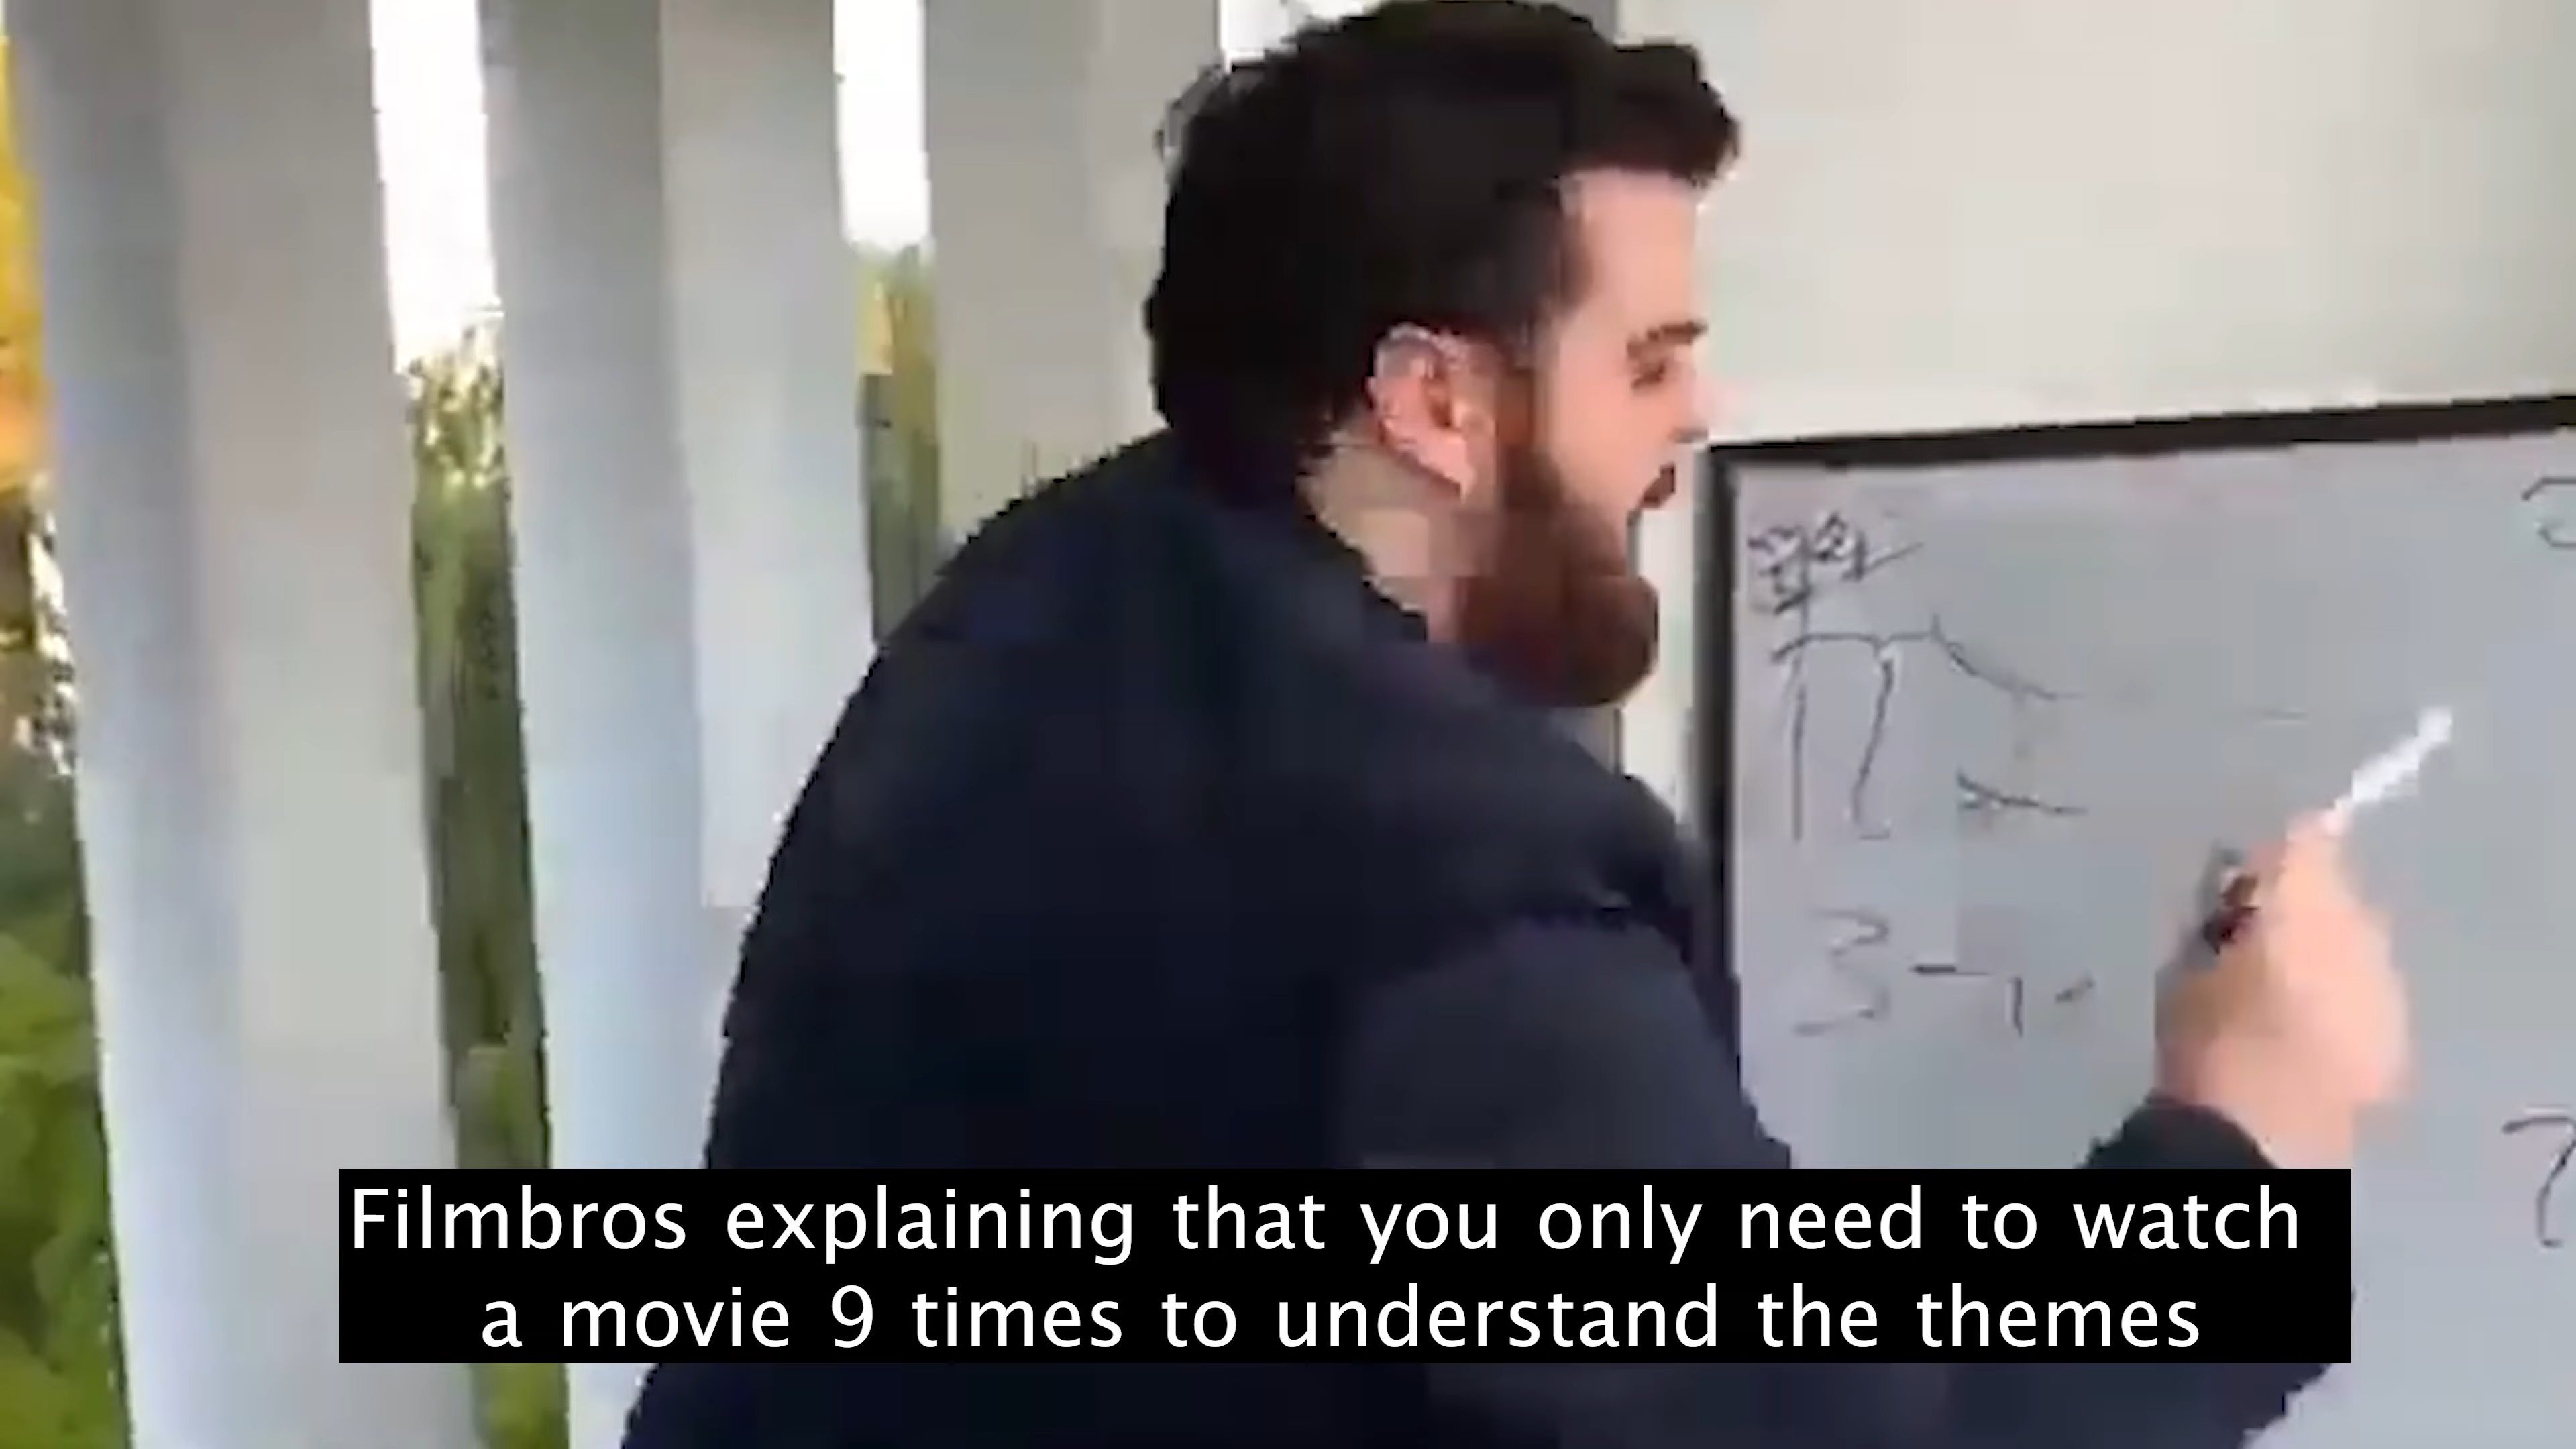 Filmbros explaining that you only need to watch
a movie 9 times to understand the themes